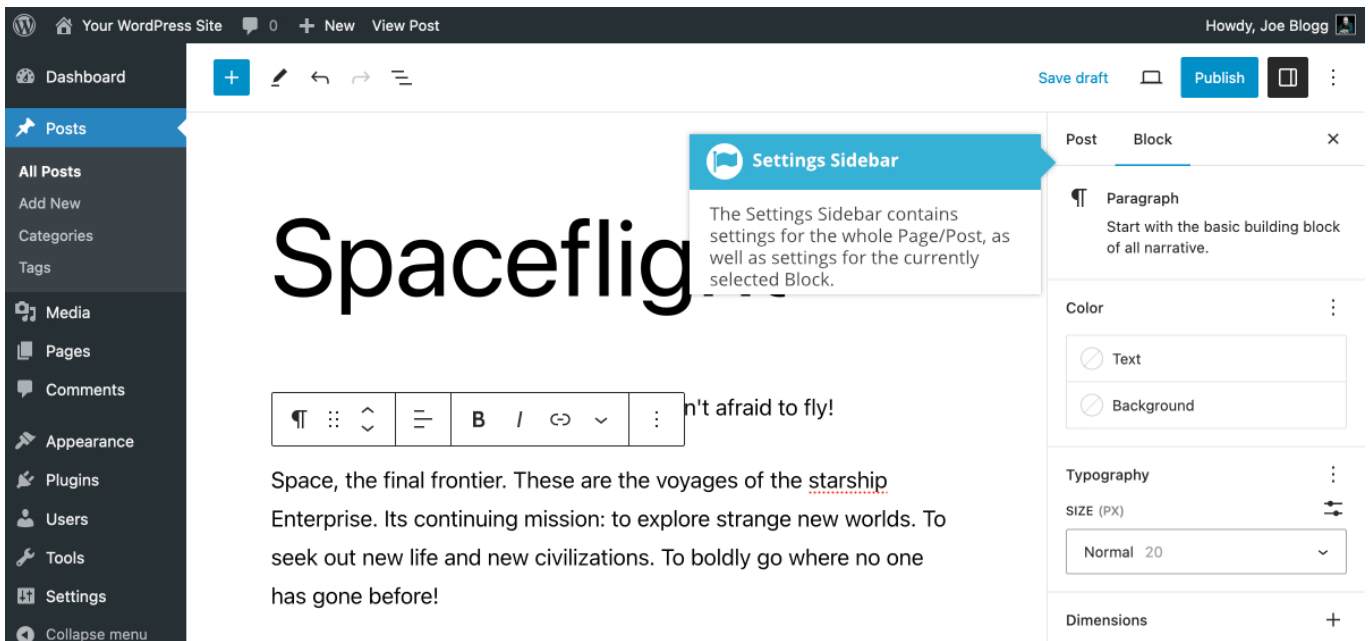 Your WordPress Site 0 New View Post Howdy, Joe Blogg
Dashboard
Posts
All Posts
Add New
Categories
Tags
Media
Pages
Comments
Appearance
Plugins
Users
Tools
Settings
Collapse menu
Save draft Publish
Settings Sidebar
The Settings Sidebar contains
settings for the whole Page/Post, as
well as settings for the currently
selected Block.
B I
n't afraid to fly!
Space, the final frontier. These are the voyages of the starship
Enterprise. Its continuing mission: to explore strange new worlds. To
seek out new life and new civilizations. To boldly go where no one
has gone before!
Post Block
Paragraph
Start with the basic building block
of all narrative.
Color
Text
Background
Typography
SIZE (PX)
Normal 20
Dimensions